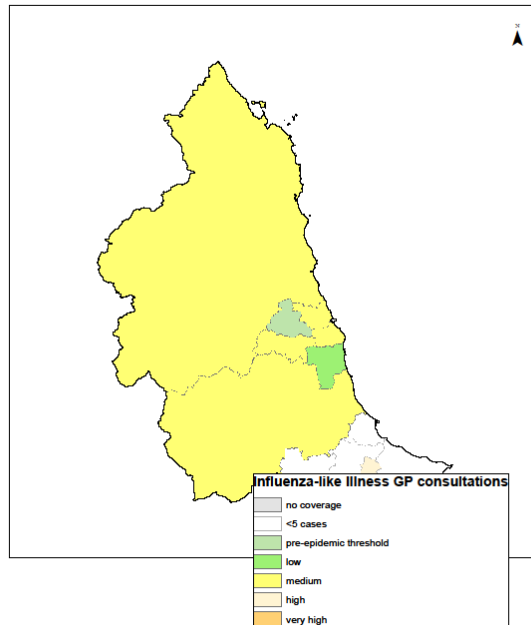 Influenza-like Illness GP consultations
no coverage
<5 cases
pre-epidemic threshold
low
medium
high
very high